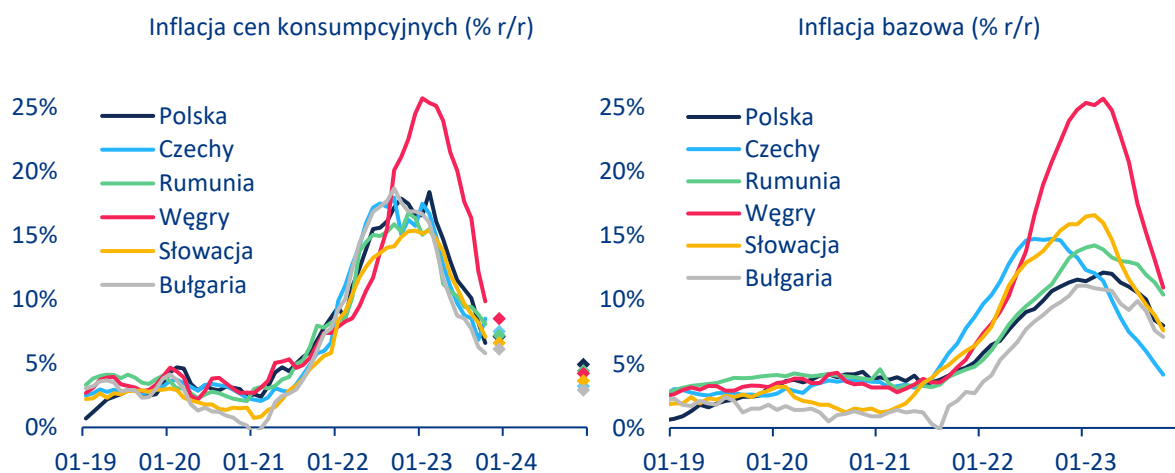 Inflacja cen konsumpcyjnych (% r/r)
25%
20%
15%
10%
5%
0%
Polska
Czechy
Rumunia
Węgry
Słowacja
Bułgaria
01-19 01-20 01-21 01-22 01-23 01-24
Inflacja bazowa (% r/r)
25%
20%
15%
10%
5%
0%
Polska
Czechy
Rumunia
Węgry
Słowacja
Bułgaria
01-19 01-20 01-21 01-22 01-23